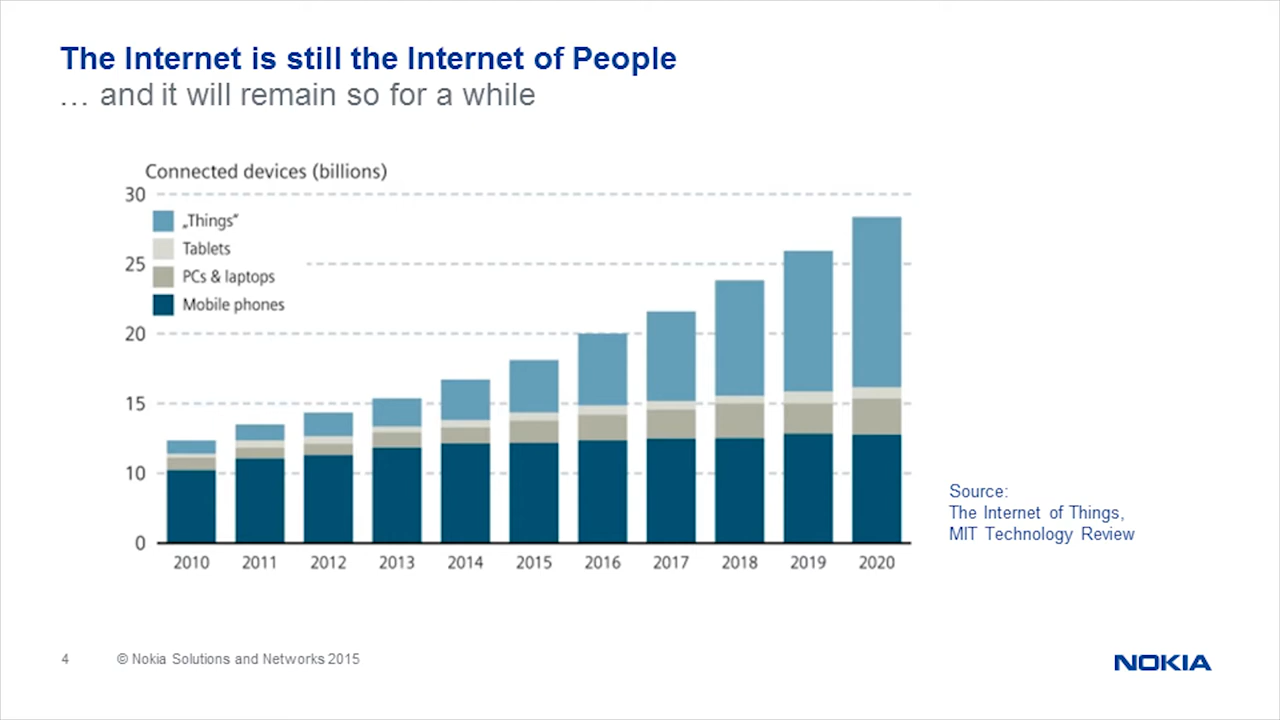 The Internet is still the Internet of People
… and it will remain so for a while
Connected devices (billions)
30
„Things“
Tablets
25
PCs & laptops
Mobile phones
20
15
10
0
2010 2011 2012 2013 2014 2015 2016 2017 2018 2019 2020
Source:
The Internet of Things,
MIT Technology Review
4 © Nokia Solutions and Networks 2015
NOKIA